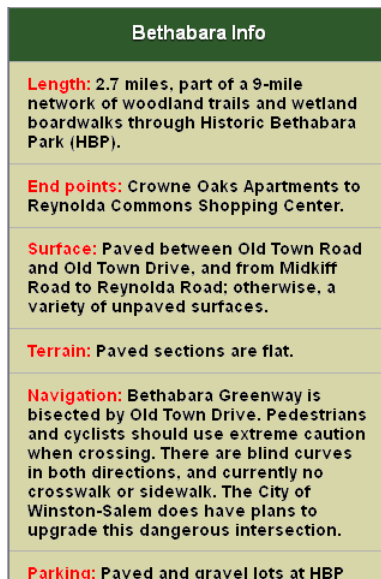 Bethabara Info
Length: 2.7 miles, part of a 9-mile
network of woodland trails and wetland
boardwalks through Historic Bethabara
Park (HBP).
End points: Crowne Oaks Apartments to
Reynolda Commons Shopping Center.
Surface: Paved between Old Town Road
and Old Town Drive, and from Midkiff
Road to Reynolda Road; otherwise, a
variety of unpaved surfaces.
Terrain: Paved sections are flat.
Navigation: Bethabara Greenway is
bisected by Old Town Drive. Pedestrians
and cyclists should use extreme caution
when crossing. There are blind curves
in both directions, and currently no
crosswalk or sidewalk. The City of
Winston-Salem does have plans to
upgrade this dangerous intersection.
Parking: Paved and gravel lots at HBP